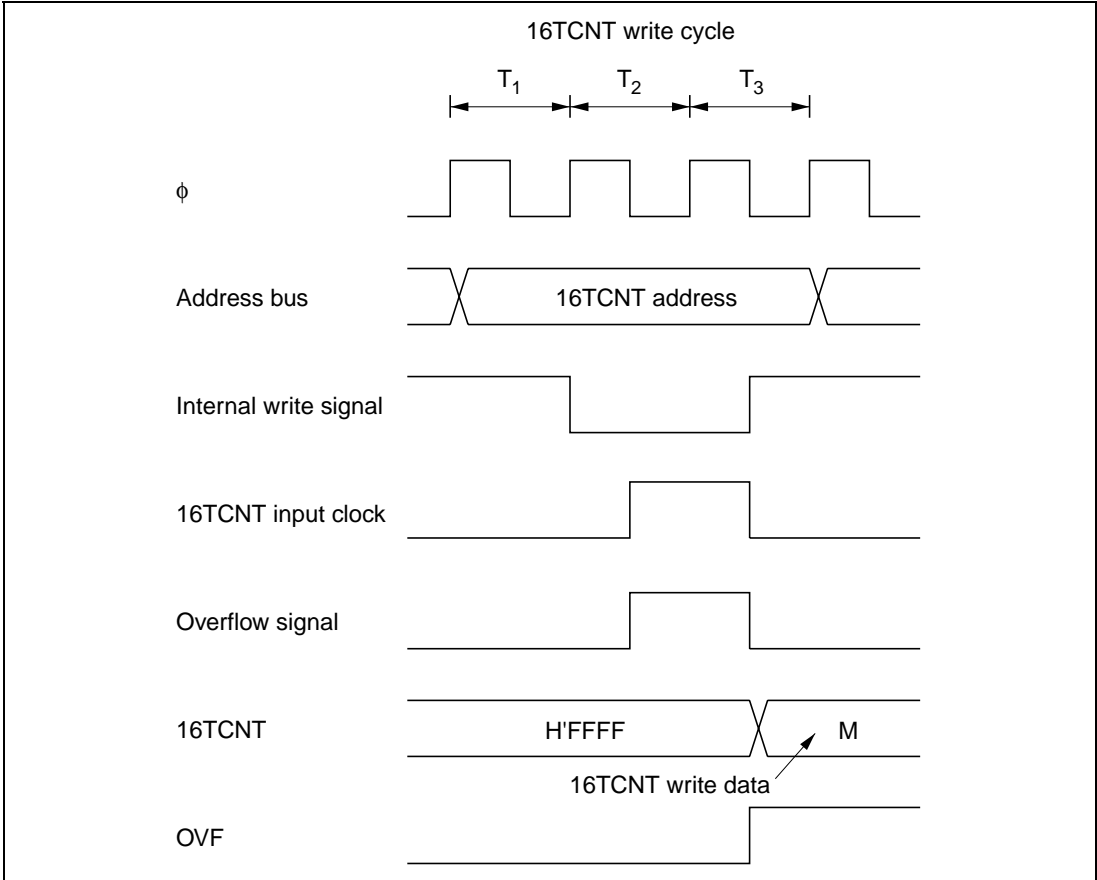 16TCNT write cycle
T1 T2 T3
φ
Address bus 16TCNT address
Internal write signal
16TCNT input clock
Overflow signal
16TCNT H'FFFF M
16TCNT write data
OVF